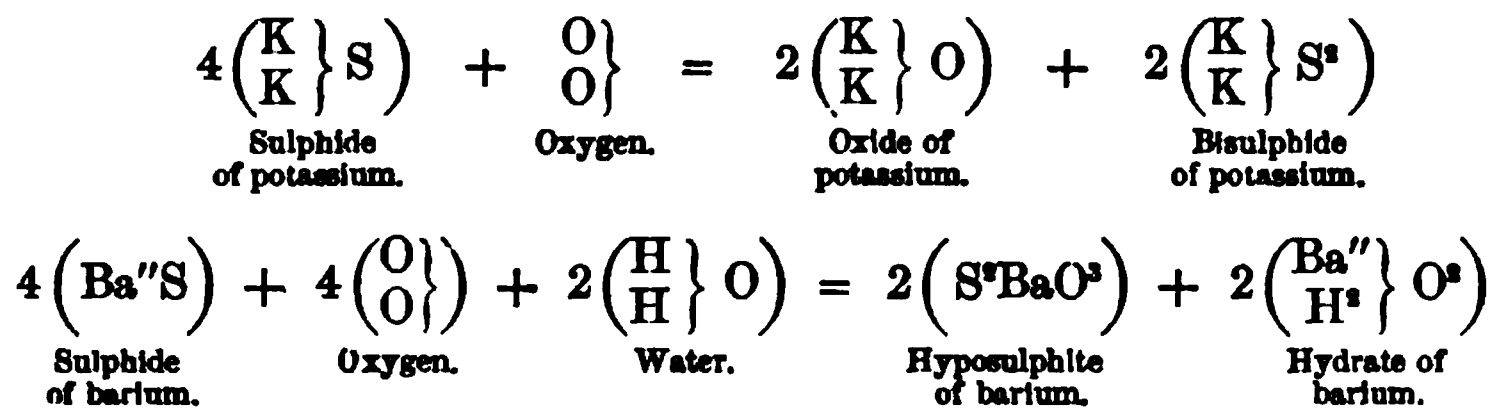 4(K K } S) + O O } = 2(K K } O) + 2(K K } S²)
Sulphide of potassium. Oxygen. Oxide of potassium. Bisulphide of potassium.
4(Ba″S) + 4(O O }) + 2(H H } O) = 2(S²BaO³) + 2(Ba″ H² } O²)
Sulphide of barium. Oxygen. Water. Hyposulphite of barium. Hydrate of barium.